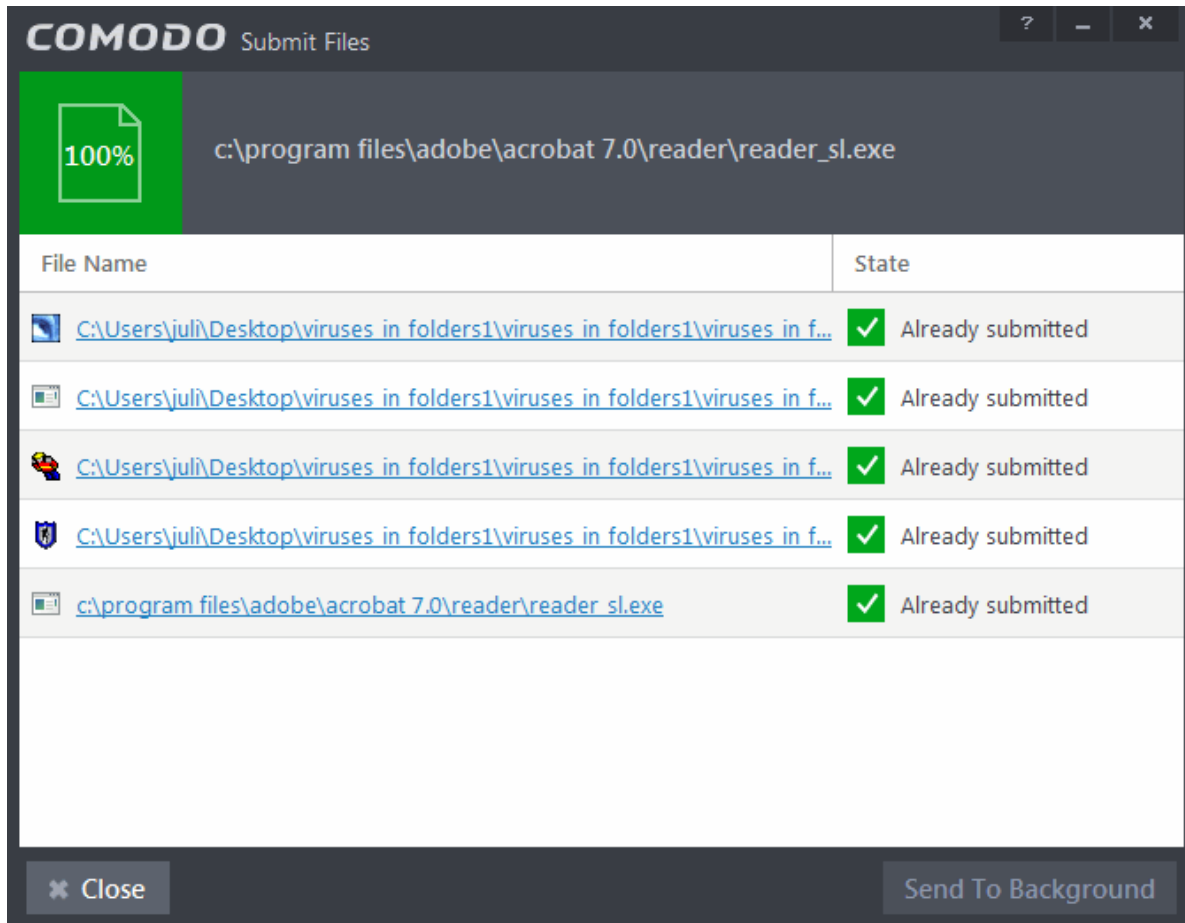 COMODO Submit Files
? – ×
100%
c:\program files\adobe\acrobat 7.0\reader\reader_sl.exe
File Name State
C:\Users\juli\Desktop\viruses in folders1\viruses in folders1\viruses in f... Already submitted
C:\Users\juli\Desktop\viruses in folders1\viruses in folders1\viruses in f... Already submitted
C:\Users\juli\Desktop\viruses in folders1\viruses in folders1\viruses in f... Already submitted
C:\Users\juli\Desktop\viruses in folders1\viruses in folders1\viruses in f... Already submitted
c:\program files\adobe\acrobat 7.0\reader\reader_sl.exe Already submitted
Close Send To Background